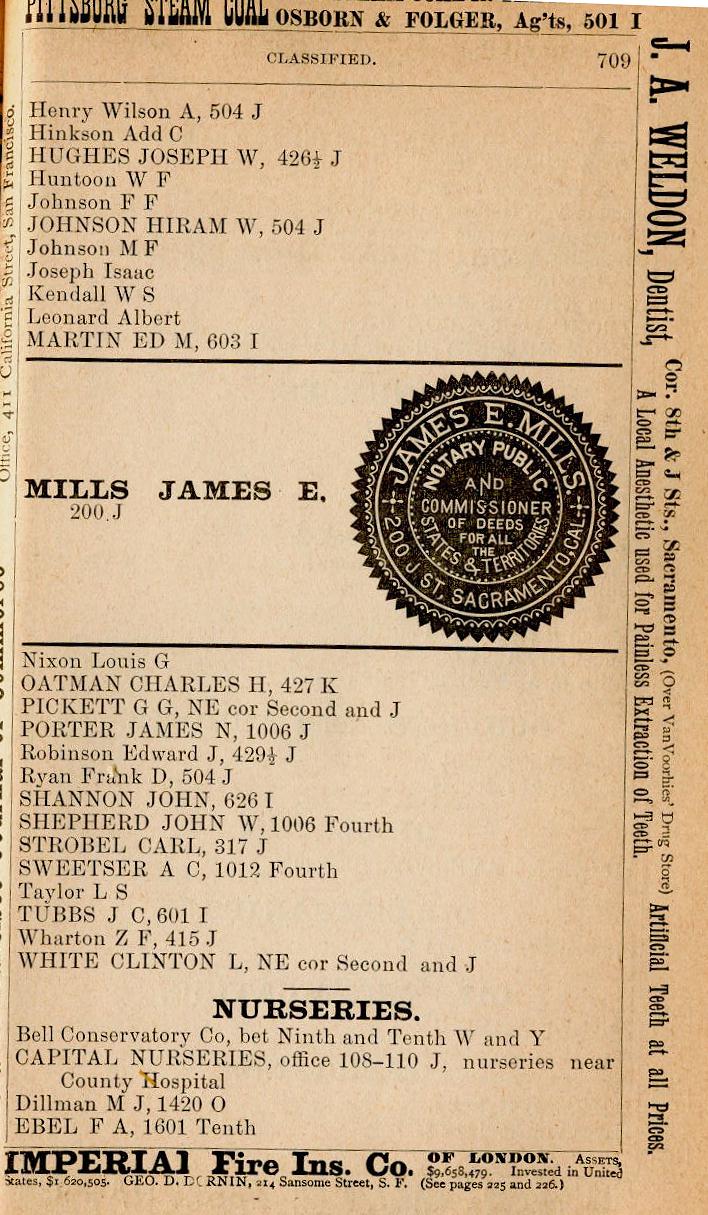 PITTSBURG STEAM COAL OSBORN & FOLGER, Ag'ts, 501 I
CLASSIFIED. 709
Henry Wilson A, 504 J
Hinkson Add C
HUGHES JOSEPH W, 426½ J
Huntoon W F
Johnson F F
JOHNSON HIRAM W, 504 J
Johnson M F
Joseph Isaac
Kendall W S
Leonard Albert
MARTIN ED M, 603 I
MILLS JAMES E.
200 J
JAMES E. MILLS.
200 J ST. SACRAMENTO, CAL.
NOTARY PUBLIC
AND
COMMISSIONER
OF DEEDS
FOR ALL
THE
STATES & TERRITORIES
Nixon Louis G
OATMAN CHARLES H, 427 K
PICKETT G G, NE cor Second and J
PORTER JAMES N, 1006 J
Robinson Edward J, 429½ J
Ryan Frank D, 504 J
SHANNON JOHN, 626 I
SHEPHERD JOHN W, 1006 Fourth
STROBEL CARL, 317 J
SWEETSER A C, 1012 Fourth
Taylor L S
TUBBS J C, 601 I
Wharton Z F, 415 J
WHITE CLINTON L, NE cor Second and J
NURSERIES.
Bell Conservatory Co, bet Ninth and Tenth W and Y
CAPITAL NURSERIES, office 108-110 J, nurseries near
County Hospital
Dillman M J, 1420 O
EBEL F A, 1601 Tenth
IMPERIAl Fire Ins. Co. OF LONDON. ASSETS,
$9,658,479. Invested in United
States, $1 620,505. GEO. D. DORNIN, 214 Sansome Street, S. F. (See pages 225 and 226.)
J. A. WELDON, Dentist, Cor. 8th & J Sts., Sacramento, (Over VanVoorhies' Drug Store) Artificial Teeth at all Prices.
A Local Anesthetic used for Painless Extraction of Teeth.
Office, 411 California Street, San Francisco.